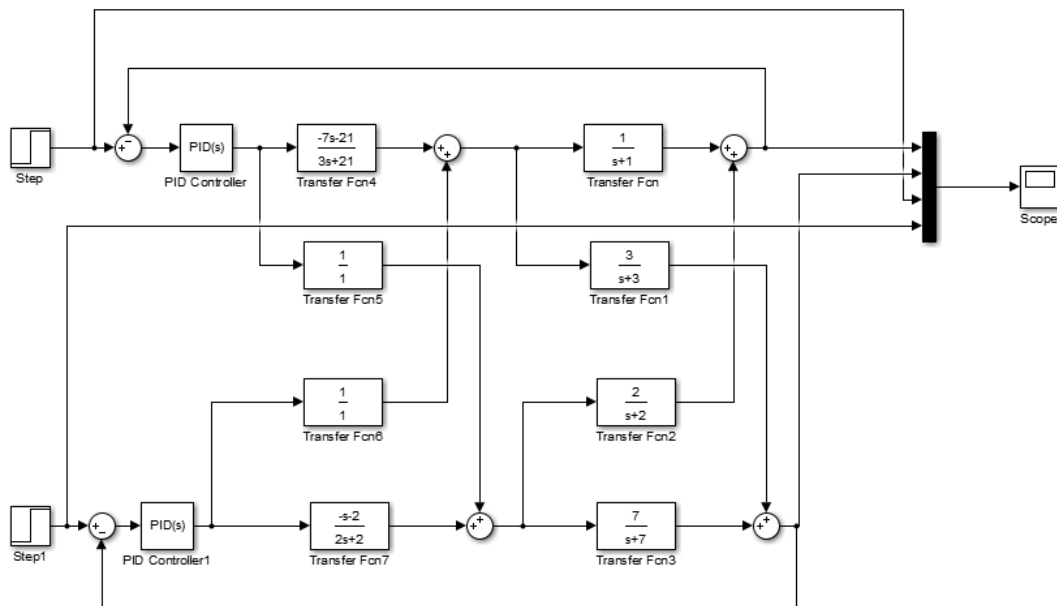 Step
+
−
PID(s)
PID Controller
-7s-21
3s+21
Transfer Fcn4
+
+
1
s+1
Transfer Fcn
+
+
Scope
1
1
Transfer Fcn5
3
s+3
Transfer Fcn1
1
1
Transfer Fcn6
2
s+2
Transfer Fcn2
Step1
+
−
PID(s)
PID Controller1
-s-2
2s+2
Transfer Fcn7
+
+
7
s+7
Transfer Fcn3
+
+